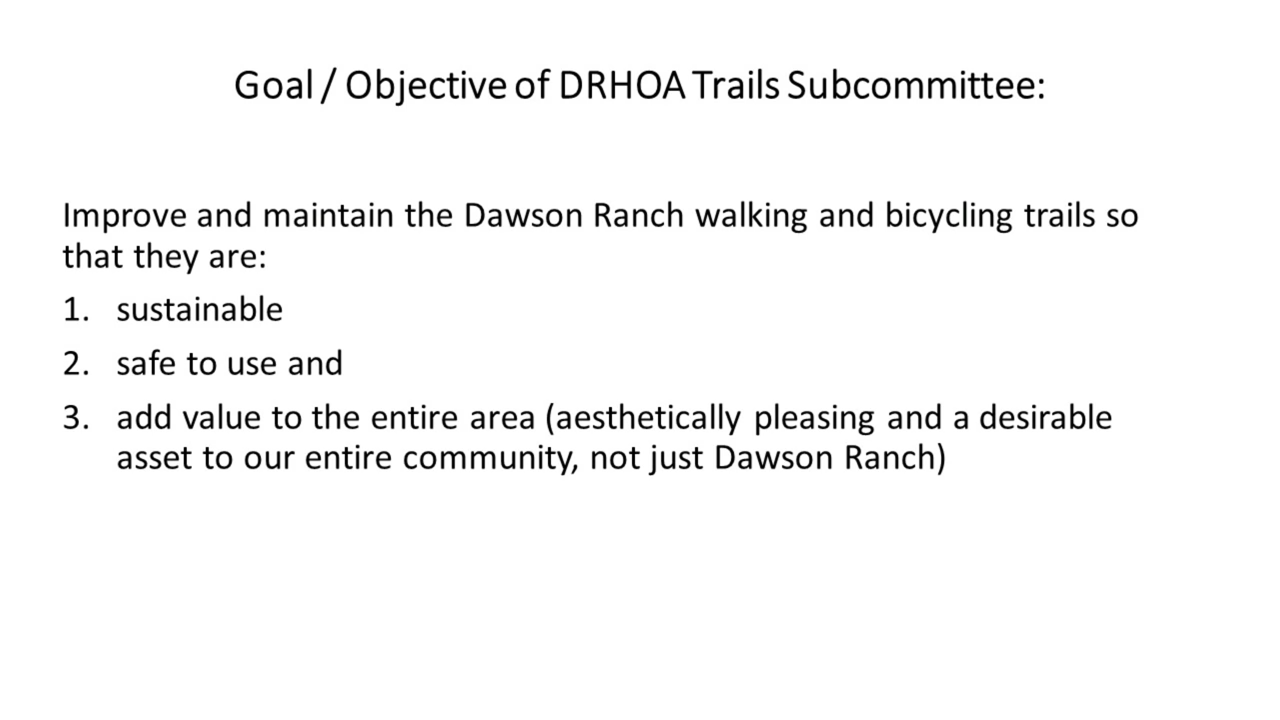 Goal / Objective of DRHOA Trails Subcommittee:
Improve and maintain the Dawson Ranch walking and bicycling trails so
that they are:
1. sustainable
2. safe to use and
3. add value to the entire area (aesthetically pleasing and a desirable
asset to our entire community, not just Dawson Ranch)